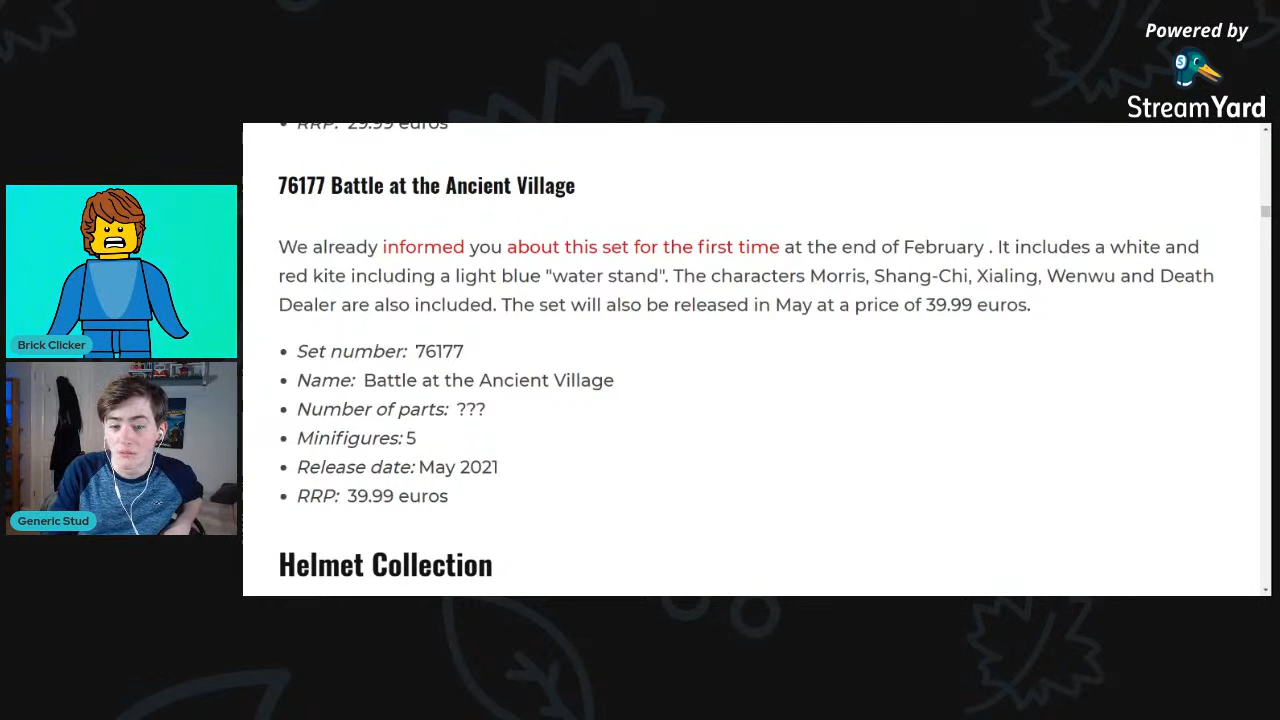 Powered by
StreamYard
RRP: 29.99 euros
76177 Battle at the Ancient Village
We already informed you about this set for the first time at the end of February . It includes a white and
red kite including a light blue "water stand". The characters Morris, Shang-Chi, Xialing, Wenwu and Death
Dealer are also included. The set will also be released in May at a price of 39.99 euros.
• Set number: 76177
• Name: Battle at the Ancient Village
• Number of parts: ???
• Minifigures: 5
• Release date: May 2021
• RRP: 39.99 euros
Helmet Collection
Brick Clicker
Generic Stud